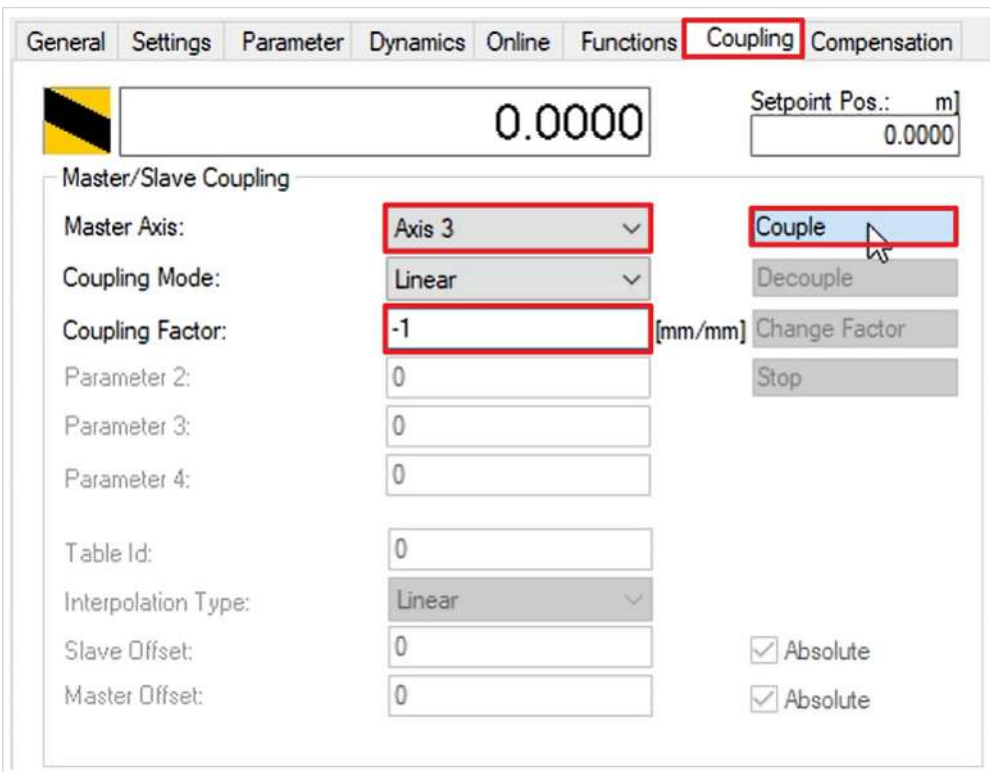 General Settings Parameter Dynamics Online Functions Coupling Compensation
0.0000
Setpoint Pos.: m]
0.0000
Master/Slave Coupling
Master Axis: Axis 3 Couple
Coupling Mode: Linear Decouple
Coupling Factor: -1 [mm/mm] Change Factor
Parameter 2: 0 Stop
Parameter 3: 0
Parameter 4: 0
Table Id: 0
Interpolation Type: Linear
Slave Offset: 0 Absolute
Master Offset: 0 Absolute